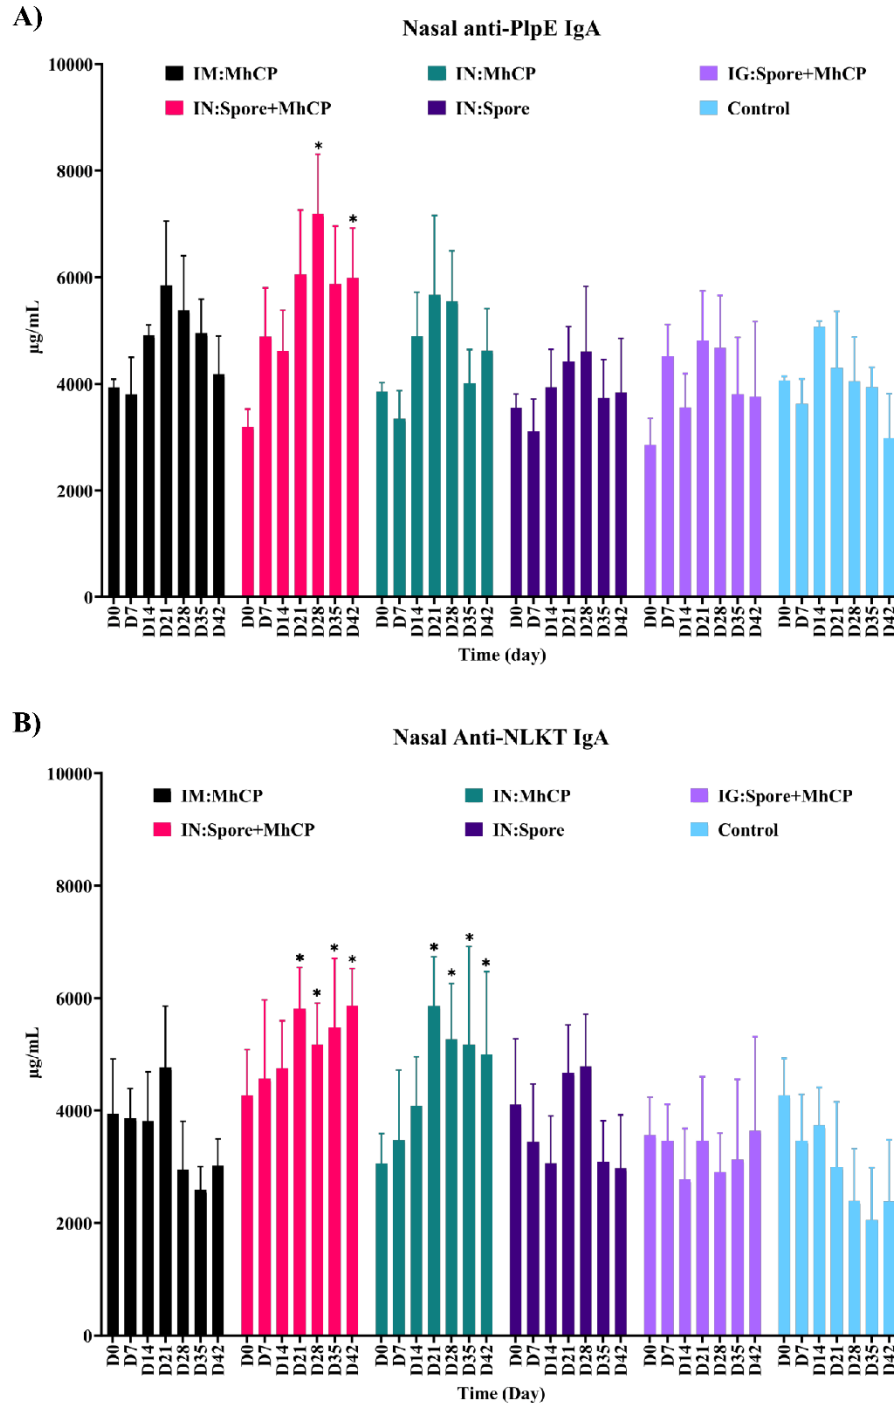 A)
Nasal anti-PlpE IgA
10000
8000
6000
4000
2000
0
µg/mL
IM:MhCP IN:MhCP IG:Spore+MhCP
IN:Spore+MhCP IN:Spore Control
* *
D0 D7 D14 D21 D28 D35 D42 D0 D7 D14 D21 D28 D35 D42 D0 D7 D14 D21 D28 D35 D42 D0 D7 D14 D21 D28 D35 D42 D0 D7 D14 D21 D28 D35 D42 D0 D7 D14 D21 D28 D35 D42
Time (day)
B)
Nasal Anti-NLKT IgA
10000
8000
6000
4000
2000
0
µg/mL
IM:MhCP IN:MhCP IG:Spore+MhCP
IN:Spore+MhCP IN:Spore Control
* * * * * * * *
D0 D7 D14 D21 D28 D35 D42 D0 D7 D14 D21 D28 D35 D42 D0 D7 D14 D21 D28 D35 D42 D0 D7 D14 D21 D28 D35 D42 D0 D7 D14 D21 D28 D35 D42 D0 D7 D14 D21 D28 D35 D42
Time (Day)